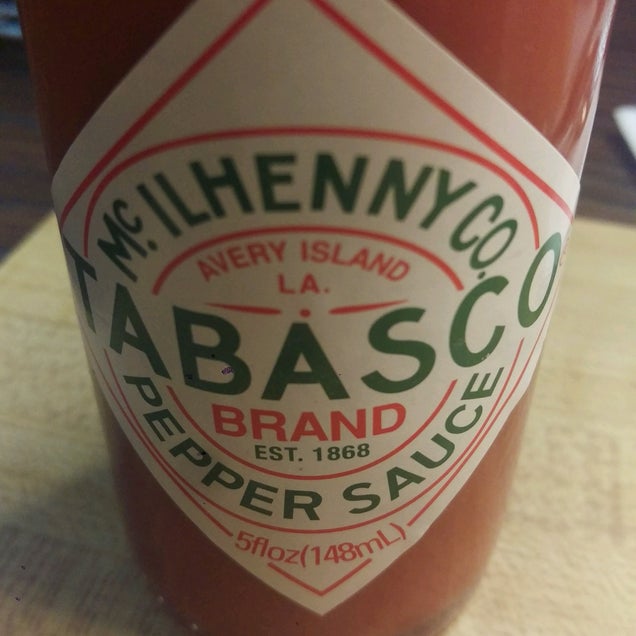 McILHENNY CO.
AVERY ISLAND
LA.
TABASCO
BRAND
EST. 1868
PEPPER SAUCE
5floz(148mL)